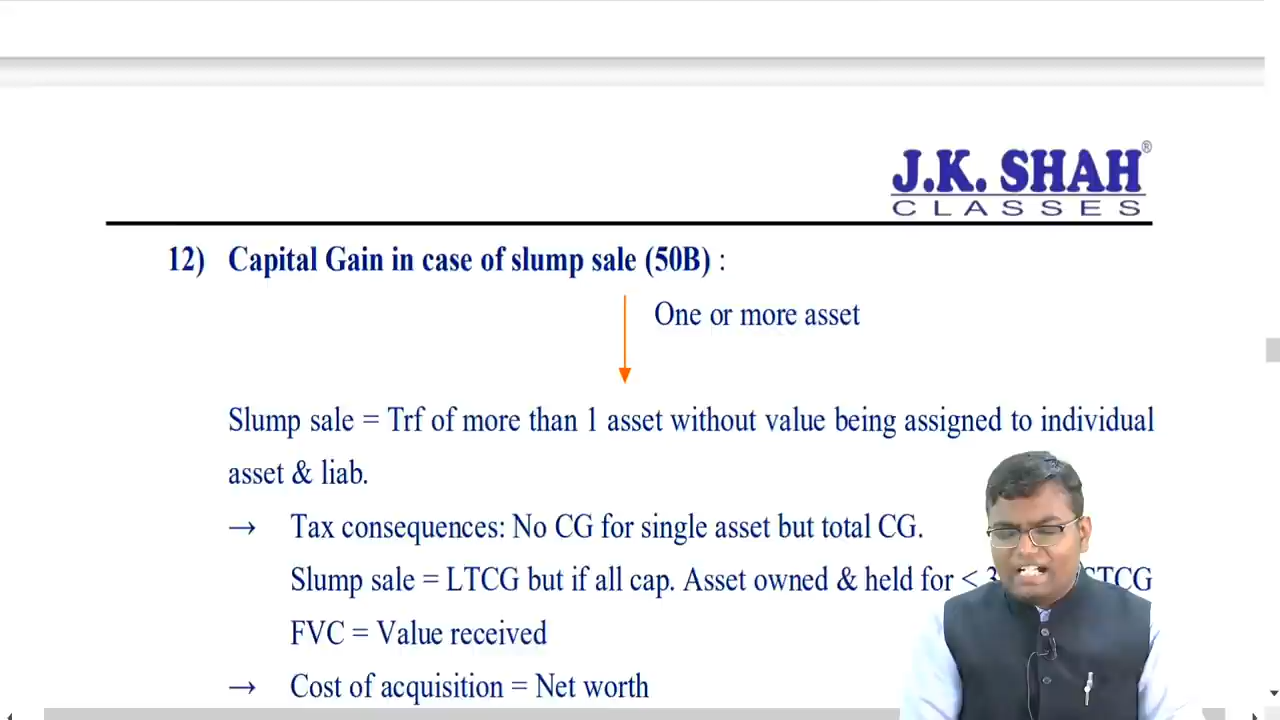 J.K. SHAH®
CLASSES
12) Capital Gain in case of slump sale (50B) :
One or more asset
Slump sale = Trf of more than 1 asset without value being assigned to individual
asset & liab.
→ Tax consequences: No CG for single asset but total CG.
Slump sale = LTCG but if all cap. Asset owned & held for <
FVC = Value received
→ Cost of acquisition = Net worth